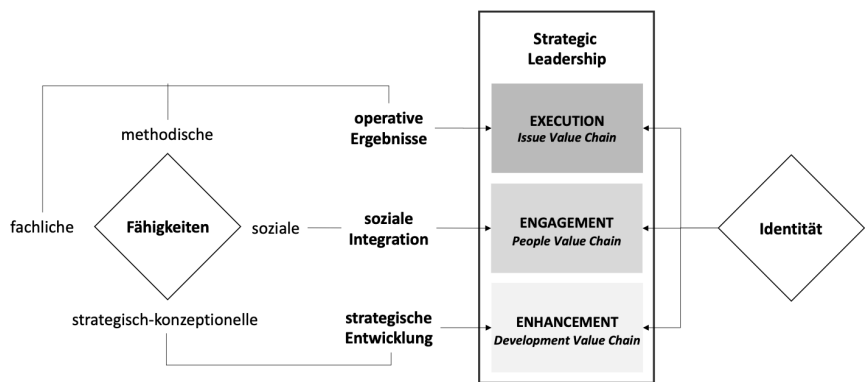 Strategic
Leadership
operative
Ergebnisse
EXECUTION
Issue Value Chain
methodische
fachliche
Fähigkeiten
soziale
soziale
Integration
ENGAGEMENT
People Value Chain
Identität
strategisch-konzeptionelle
strategische
Entwicklung
ENHANCEMENT
Development Value Chain